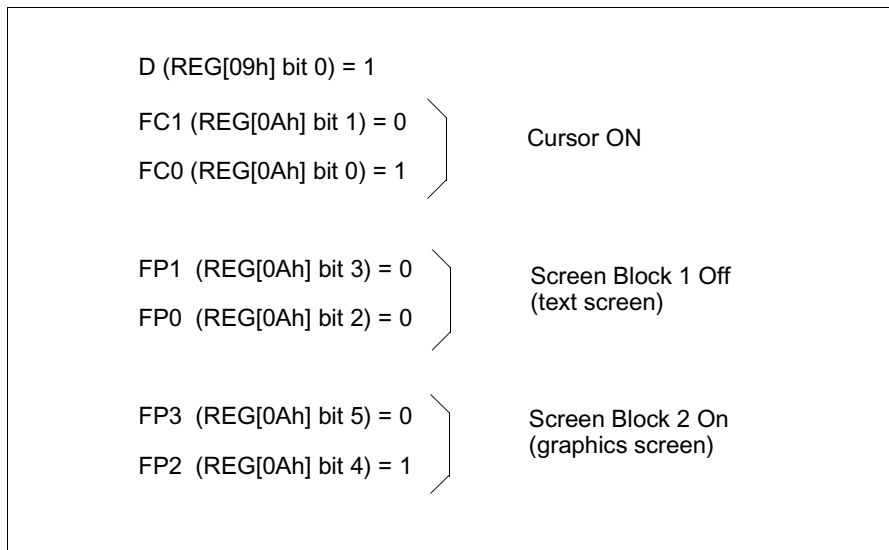 D (REG[09h] bit 0) = 1
FC1 (REG[0Ah] bit 1) = 0
FC0 (REG[0Ah] bit 0) = 1
Cursor ON
FP1 (REG[0Ah] bit 3) = 0
FP0 (REG[0Ah] bit 2) = 0
Screen Block 1 Off
(text screen)
FP3 (REG[0Ah] bit 5) = 0
FP2 (REG[0Ah] bit 4) = 1
Screen Block 2 On
(graphics screen)